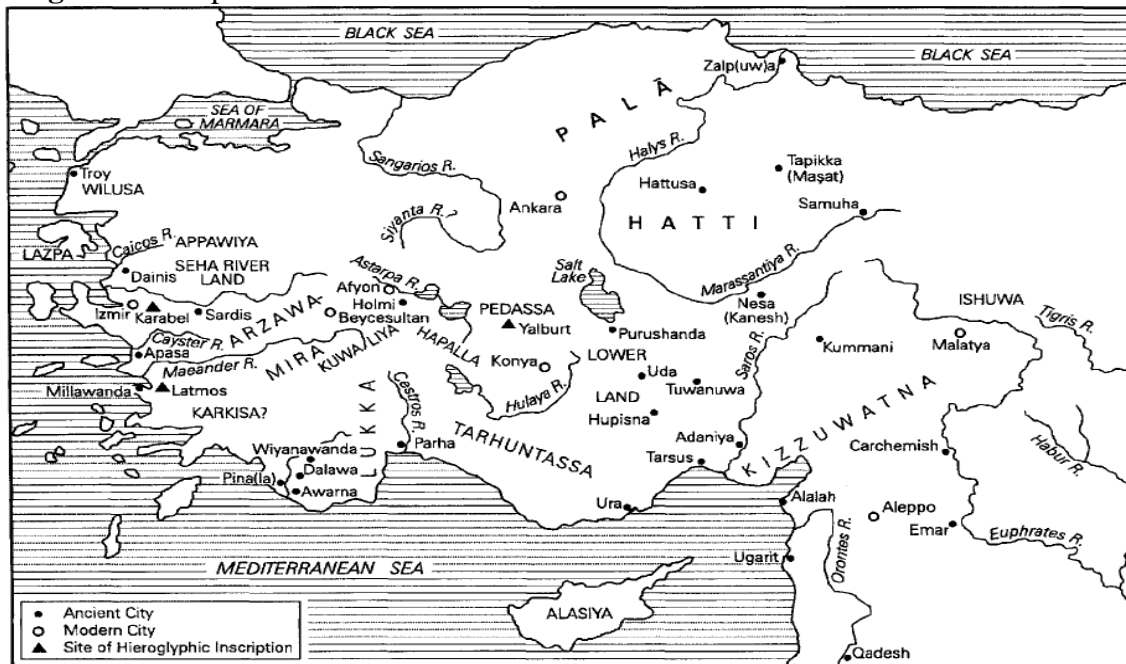 BLACK SEA
BLACK SEA
Zalp(uw)a
SEA OF
MARMARA
PALĀ
Sangarios R.
Halys R.
Troy
WILUSA
Tapikka
(Maşat)
Hattusa
Ankara
Samuha
HATTI
Siyanta R.?
LAZPA
Caicos R.
APPAWIYA
Dainis
SEHA RIVER
LAND
Astarpa R.
Salt
Lake
Marassantiya R.
Afyon
Holmi
Beycesultan
PEDASSA
Nesa
(Kanesh)
ISHUWA
Tigris R.
Izmir
Karabel
Sardis
ARZAWA-
Yalburt
Purushanda
Cayster R.
MIRA
KUWALIYA
HAPALLA
Kummani
Malatya
Apasa
Maeander R.
Konya
LOWER
LAND
Uda
Tuwanuwa
Saros R.
Millawanda
Latmos
Hulaya R.
Hupisna
KARKISA?
LUKKA
Cestros R.
TARHUNTASSA
KIZZUWATNA
Wiyanawanda
Parha
Adaniya
Carchemish
Habur R.
Dalawa
Tarsus
Pina(la)
Awarna
Ura
Alalah
Aleppo
Emar
Euphrates R.
Orontes R.
Ugarit
MEDITERRANEAN SEA
ALASIYA
Qadesh
Ancient City
Modern City
Site of Hieroglyphic Inscription